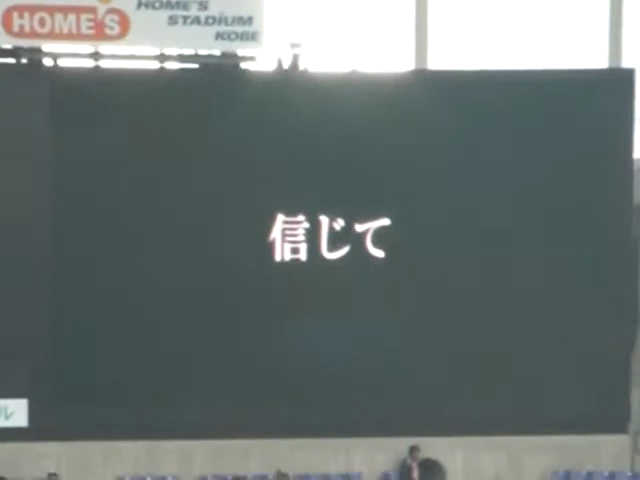 HOME'S
HOME'S
STADIUM
KOBE
信じて
ル